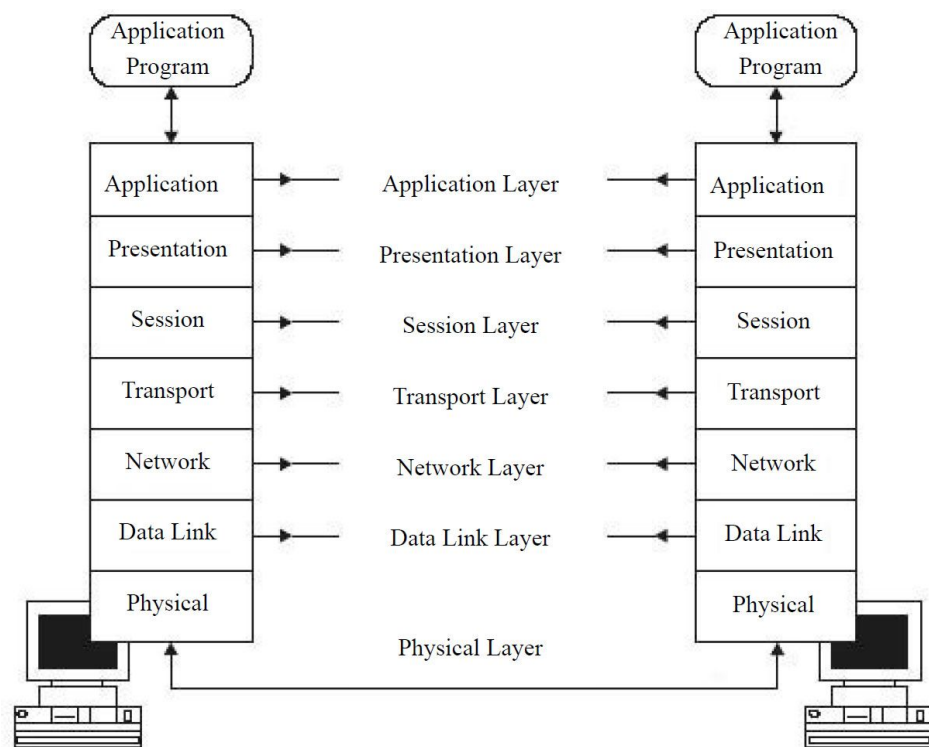 Application
Program
Application
Program
Application
Application Layer
Application
Presentation
Presentation Layer
Presentation
Session
Session Layer
Session
Transport
Transport Layer
Transport
Network
Network Layer
Network
Data Link
Data Link Layer
Data Link
Physical
Physical
Physical Layer